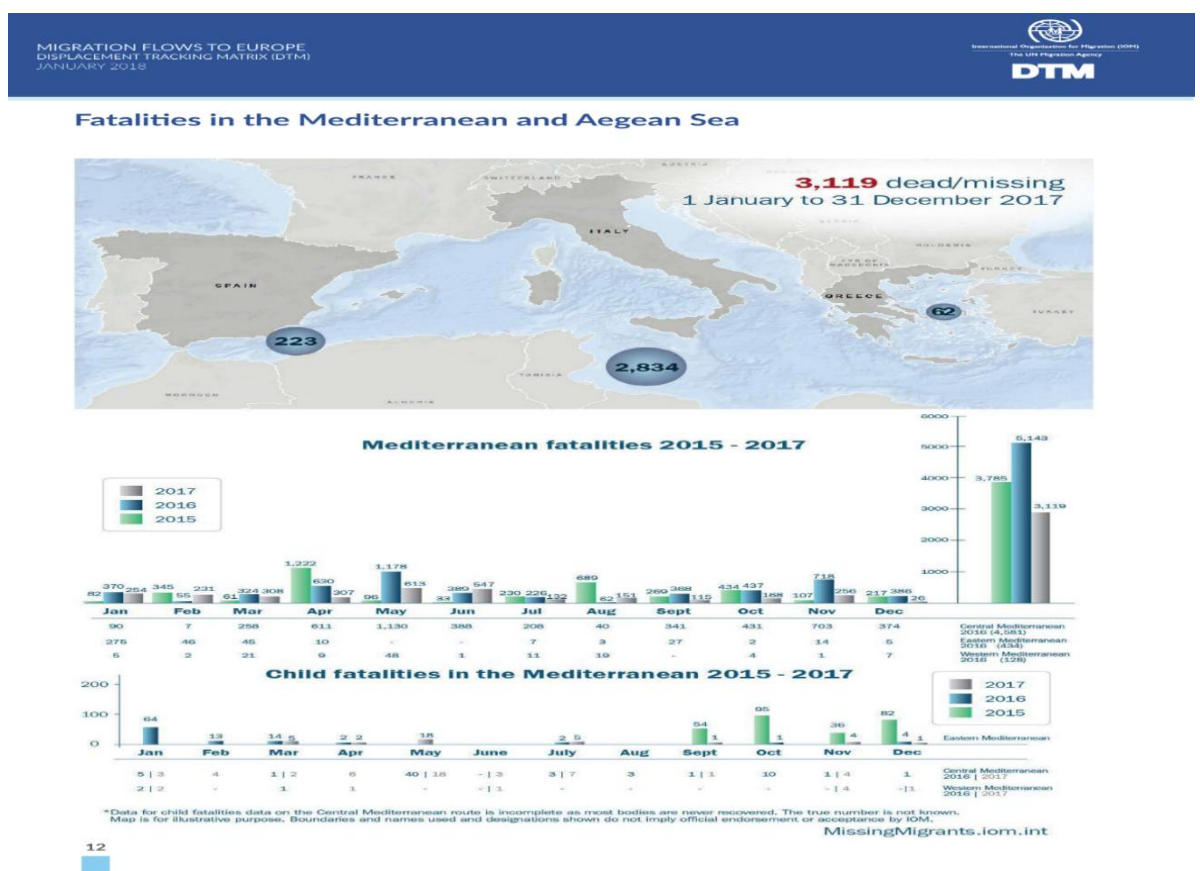 MIGRATION FLOWS TO EUROPE
DISPLACEMENT TRACKING MATRIX (DTM)
JANUARY 2018
International Organization for Migration (IOM)
The UN Migration Agency
DTM
Fatalities in the Mediterranean and Aegean Sea
FRANCE
SWITZERLAND
AUSTRIA
3,119 dead/missing
1 January to 31 December 2017
ITALY
BULGARIA
FYR OF
MACEDONIA
TURKEY
SPAIN
GREECE
62
TURKEY
223
2,834
TUNISIA
MOROCCO
ALGERIA
Mediterranean fatalities 2015 - 2017
2017
2016
2015
6000
5000
4000
3000
2000
1000
3,785
5,143
3,119
82 370 254 345 55 231 61 324 308 1,222 630 307 96 1,178 613 33 389 547 230 226 132 689 62 151 269 368 115 434 437 168 107 718 256 217 386 26
Jan Feb Mar Apr May Jun Jul Aug Sept Oct Nov Dec
90 7 258 611 1,130 388 208 40 341 431 703 374 Central Mediterranean
2016 (4,581)
275 46 45 10 - - 7 3 27 2 14 5 Eastern Mediterranean
2016 (434)
5 2 21 9 48 1 11 19 - 4 1 7 Western Mediterranean
2016 (128)
Child fatalities in the Mediterranean 2015 - 2017
2017
2016
2015
200
100
0
64 13 14 5 2 2 18 2 5 54 1 95 1 36 4 82 4 1
Eastern Mediterranean
Jan Feb Mar Apr May June July Aug Sept Oct Nov Dec
5 | 3 4 1 | 2 6 40 | 18 - | 3 3 | 7 3 1 | 1 10 1 | 4 1 Central Mediterranean
2016 | 2017
2 | 2 - 1 1 - - | 1 - - - - - | 4 - |1 Western Mediterranean
2016 | 2017
*Data for child fatalities data on the Central Mediterranean route is incomplete as most bodies are never recovered. The true number is not known.
Map is for illustrative purpose. Boundaries and names used and designations shown do not imply official endorsement or acceptance by IOM.
MissingMigrants.iom.int
12